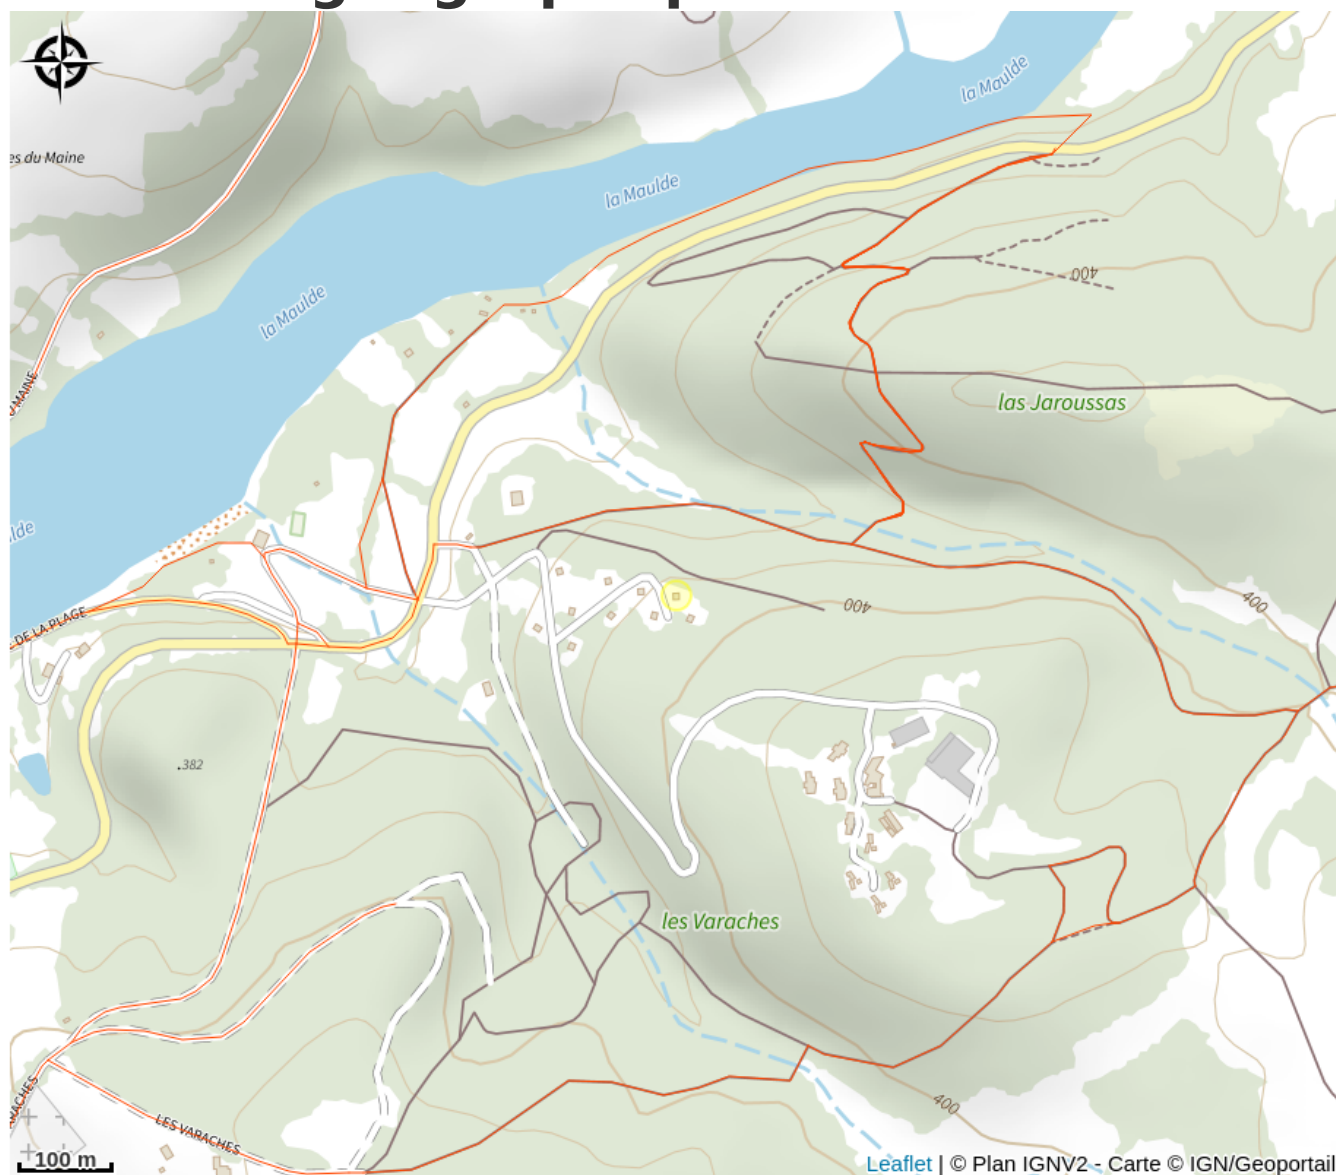 la Maulde
es du Maine
la Maulde
400
la Maulde
U MAINE
las Jaroussas
lde
400
400
DE LA PLAGE
.382
les Varaches
400
ARACHES
LES VARACHES
100 m
Leaflet | © Plan IGNV2 - Carte © IGN/Geoportail